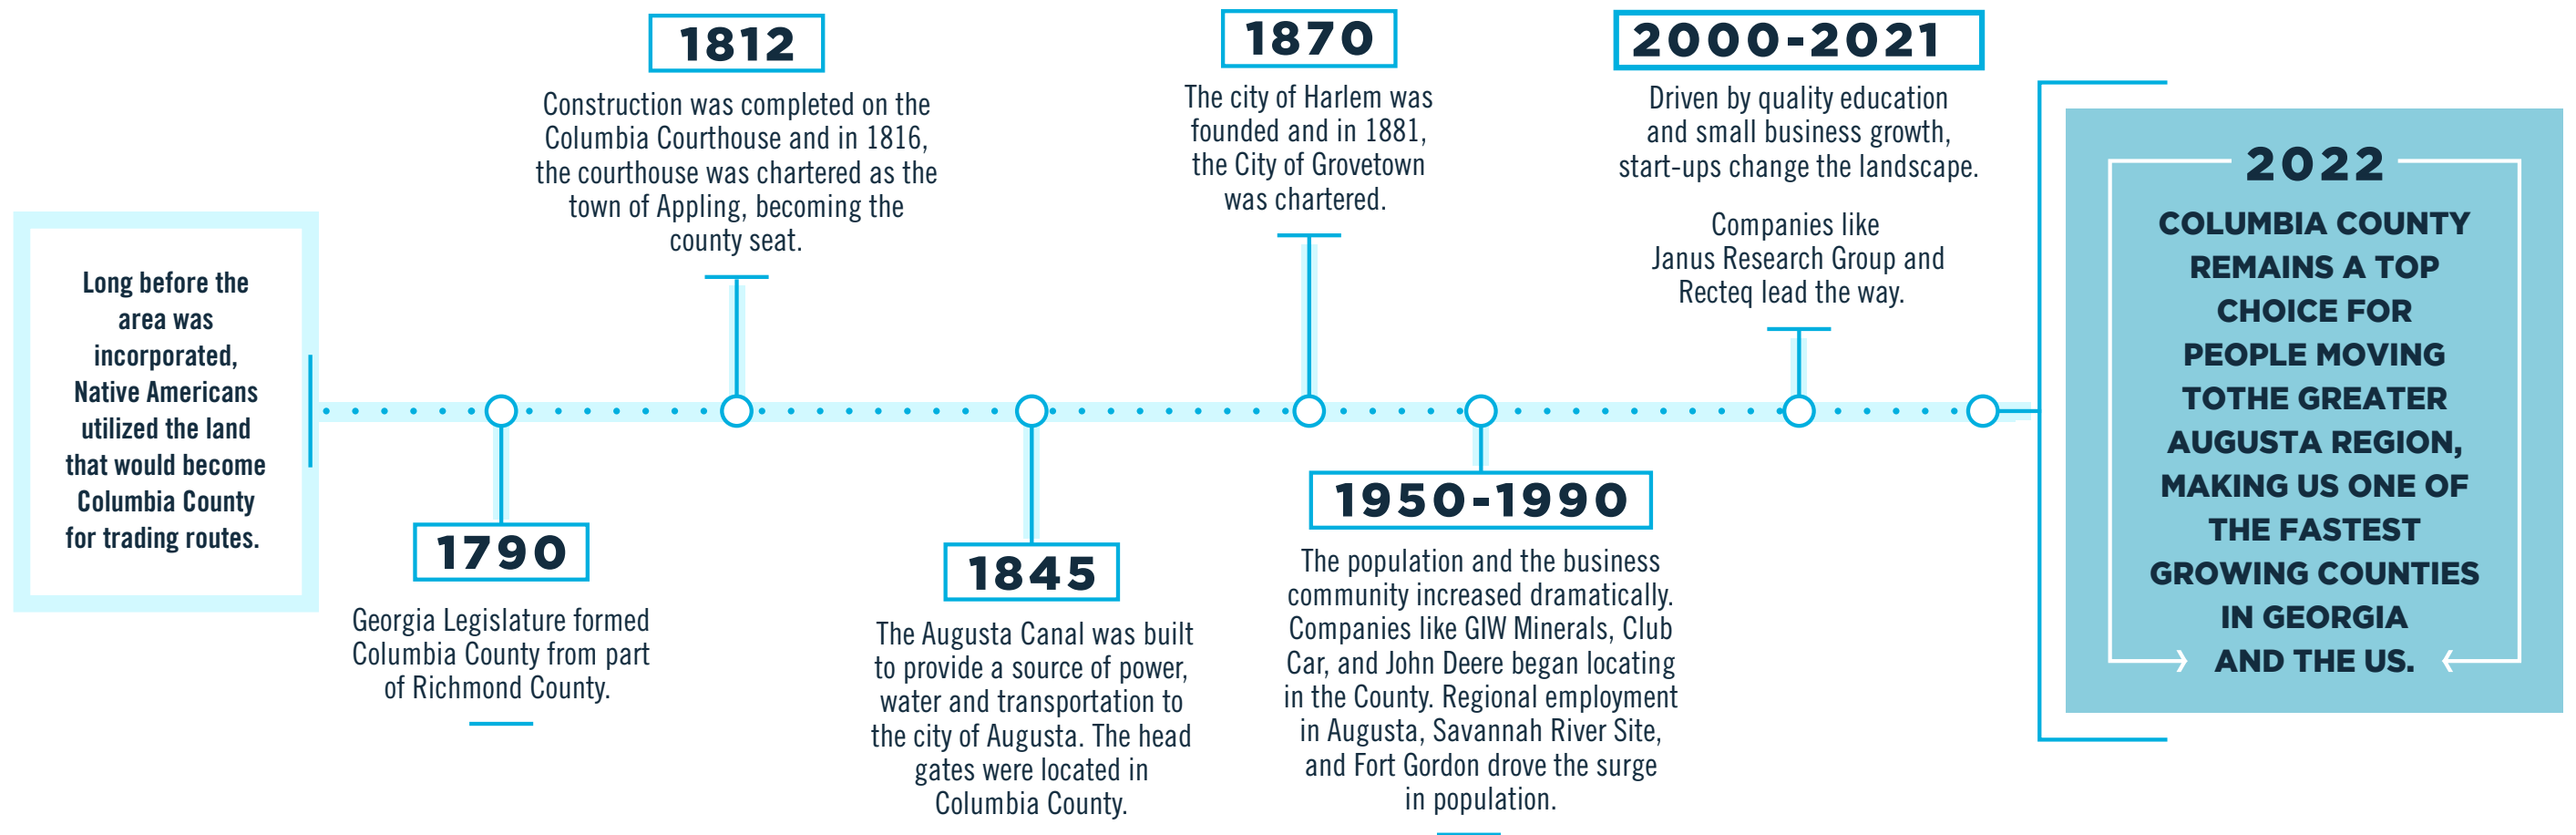 Long before the
area was
incorporated,
Native Americans
utilized the land
that would become
Columbia County
for trading routes.
1790
Georgia Legislature formed
Columbia County from part
of Richmond County.
1812
Construction was completed on the
Columbia Courthouse and in 1816,
the courthouse was chartered as the
town of Appling, becoming the
county seat.
1845
The Augusta Canal was built
to provide a source of power,
water and transportation to
the city of Augusta. The head
gates were located in
Columbia County.
1870
The city of Harlem was
founded and in 1881,
the City of Grovetown
was chartered.
1950-1990
The population and the business
community increased dramatically.
Companies like GIW Minerals, Club
Car, and John Deere began locating
in the County. Regional employment
in Augusta, Savannah River Site,
and Fort Gordon drove the surge
in population.
2000-2021
Driven by quality education
and small business growth,
start-ups change the landscape.
Companies like
Janus Research Group and
Recteq lead the way.
2022
COLUMBIA COUNTY
REMAINS A TOP
CHOICE FOR
PEOPLE MOVING
TOTHE GREATER
AUGUSTA REGION,
MAKING US ONE OF
THE FASTEST
GROWING COUNTIES
IN GEORGIA
AND THE US.